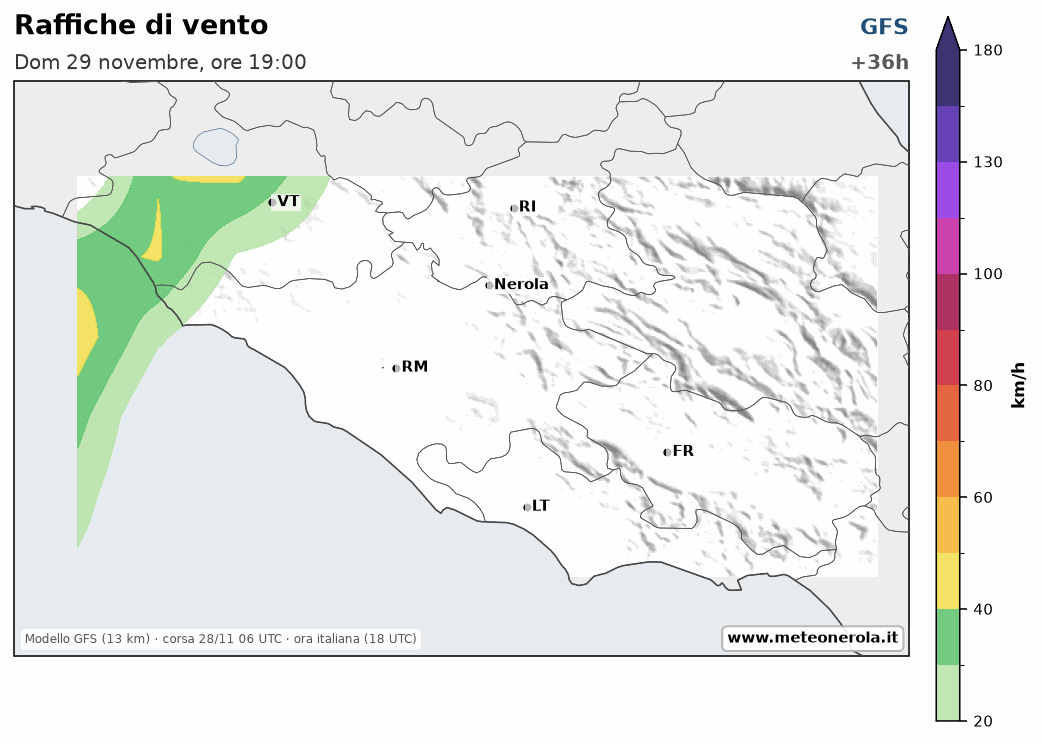 Raffiche di vento
GFS
Dom 29 novembre, ore 19:00
+36h
VT
RI
Nerola
RM
FR
LT
Modello GFS (13 km) · corsa 28/11 06 UTC · ora italiana (18 UTC)
www.meteonerola.it
180
130
100
80
60
40
20
km/h